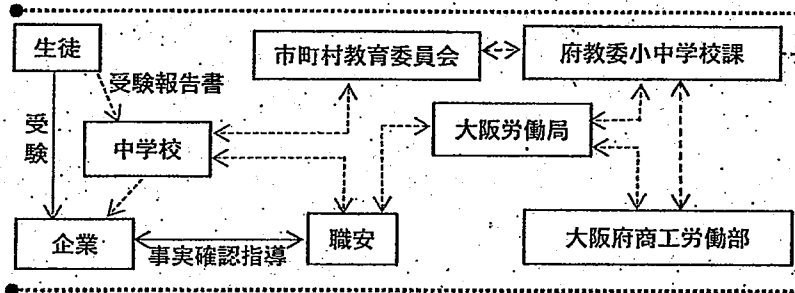 生徒
市町村教育委員会
府教委小中学校課
受験報告書
受験
中学校
大阪労働局
企業
事実確認指導
職安
大阪府商工労働部